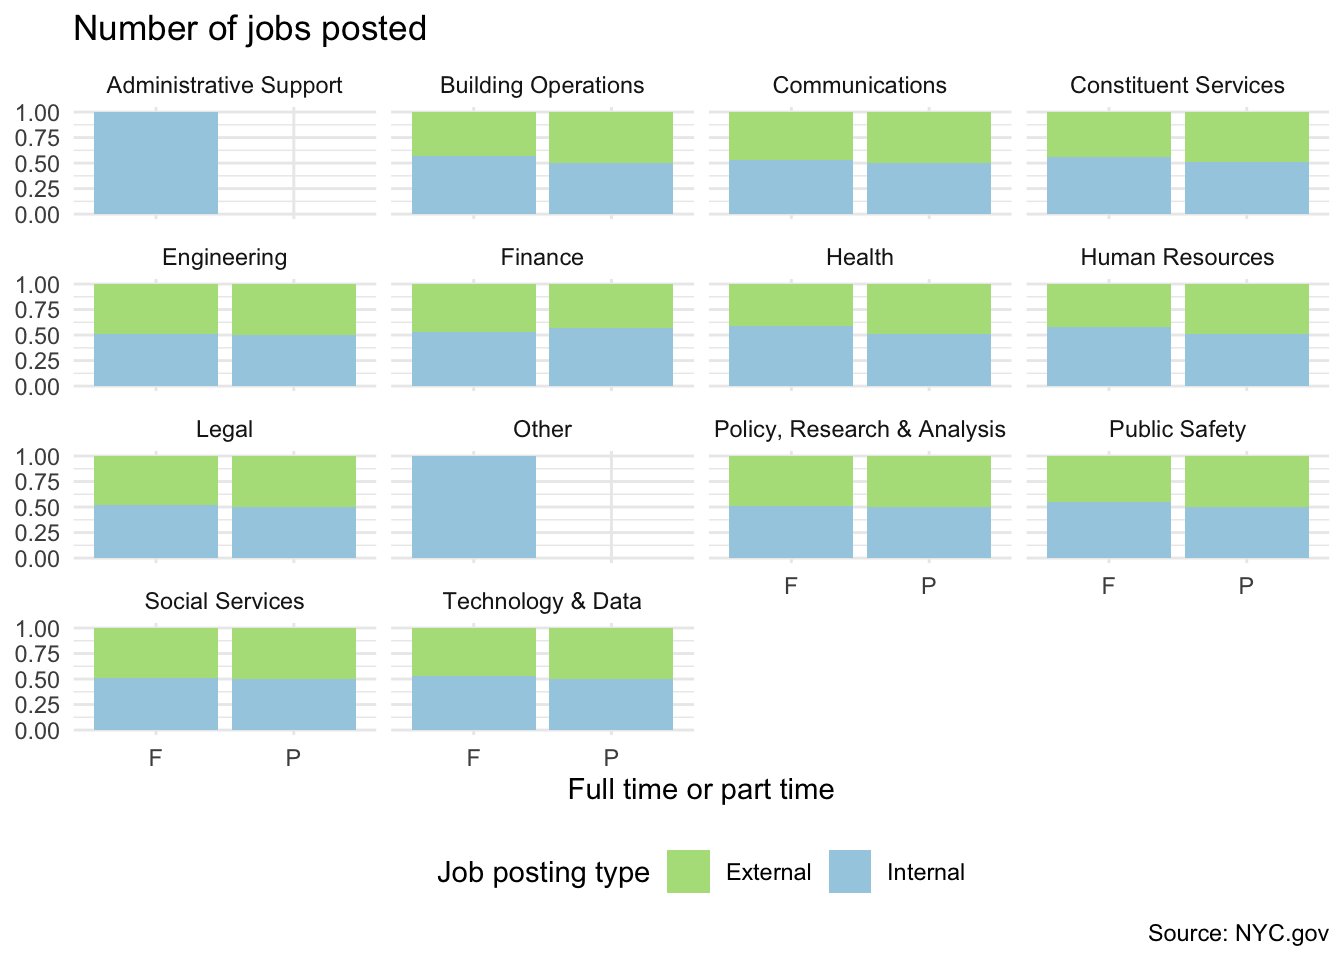 Number of jobs posted
Administrative Support Building Operations Communications Constituent Services
1.00
0.75
0.50
0.25
0.00
Engineering Finance Health Human Resources
1.00
0.75
0.50
0.25
0.00
Legal Other Policy, Research & Analysis Public Safety
1.00
0.75
0.50
0.25
0.00
F P F P
Social Services Technology & Data
1.00
0.75
0.50
0.25
0.00
F P F P
Full time or part time
Job posting type External Internal
Source: NYC.gov